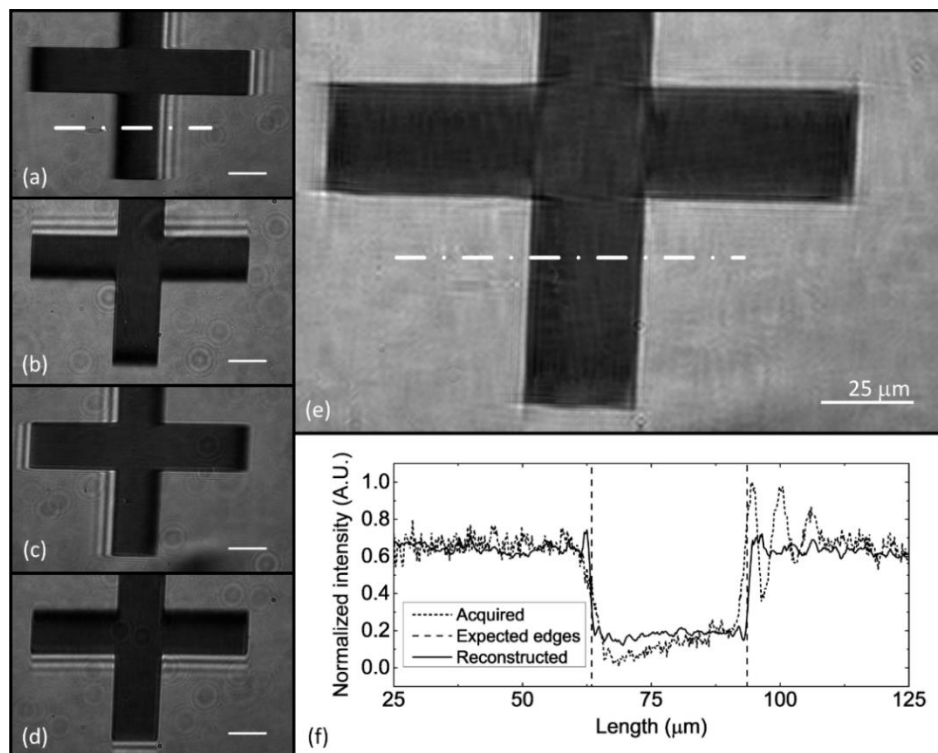 (a)
(b)
(c)
(d)
(e)
25 μm
Normalized intensity (A.U.)
1.0
0.8
0.6
0.4
0.2
0.0
Acquired
Expected edges
Reconstructed
25
50
75
100
125
Length (μm)
(f)